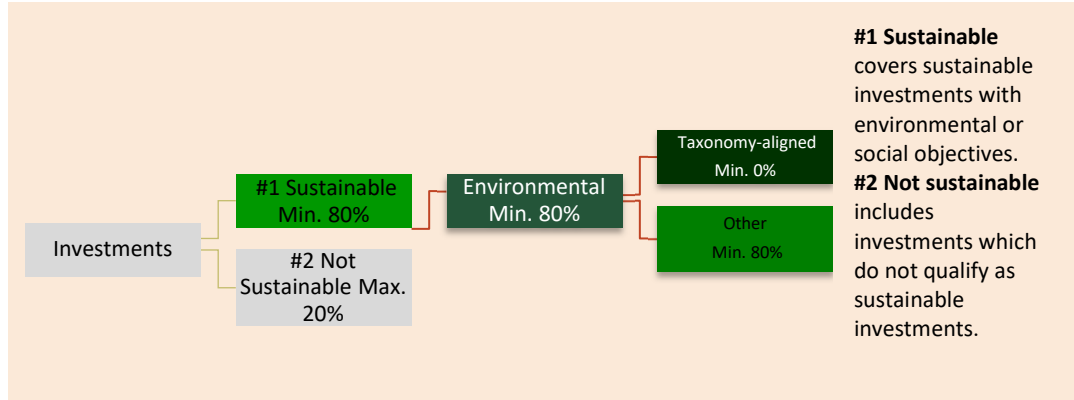 Investments
#1 Sustainable
Min. 80%
#2 Not
Sustainable Max.
20%
Environmental
Min. 80%
Taxonomy-aligned
Min. 0%
Other
Min. 80%
#1 Sustainable
covers sustainable
investments with
environmental or
social objectives.
#2 Not sustainable
includes
investments which
do not qualify as
sustainable
investments.